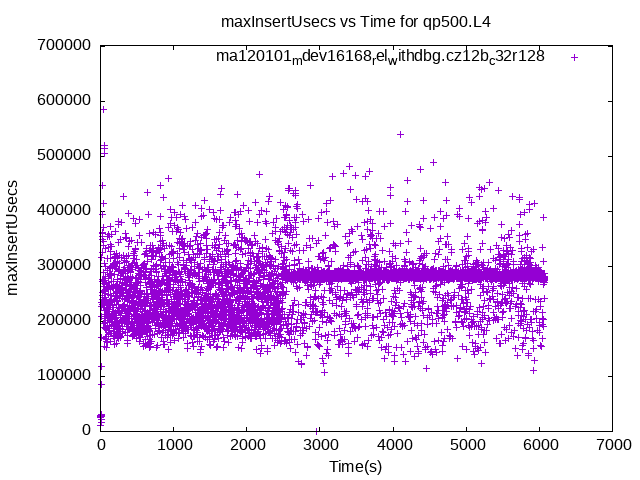 maxInsertUsecs vs Time for qp500.L4
700000
ma120101mdev16168relwithdbg.cz12bc32r128
600000
500000
400000
300000
200000
100000
0
maxInsertUsecs
0 1000 2000 3000 4000 5000 6000 7000
Time(s)